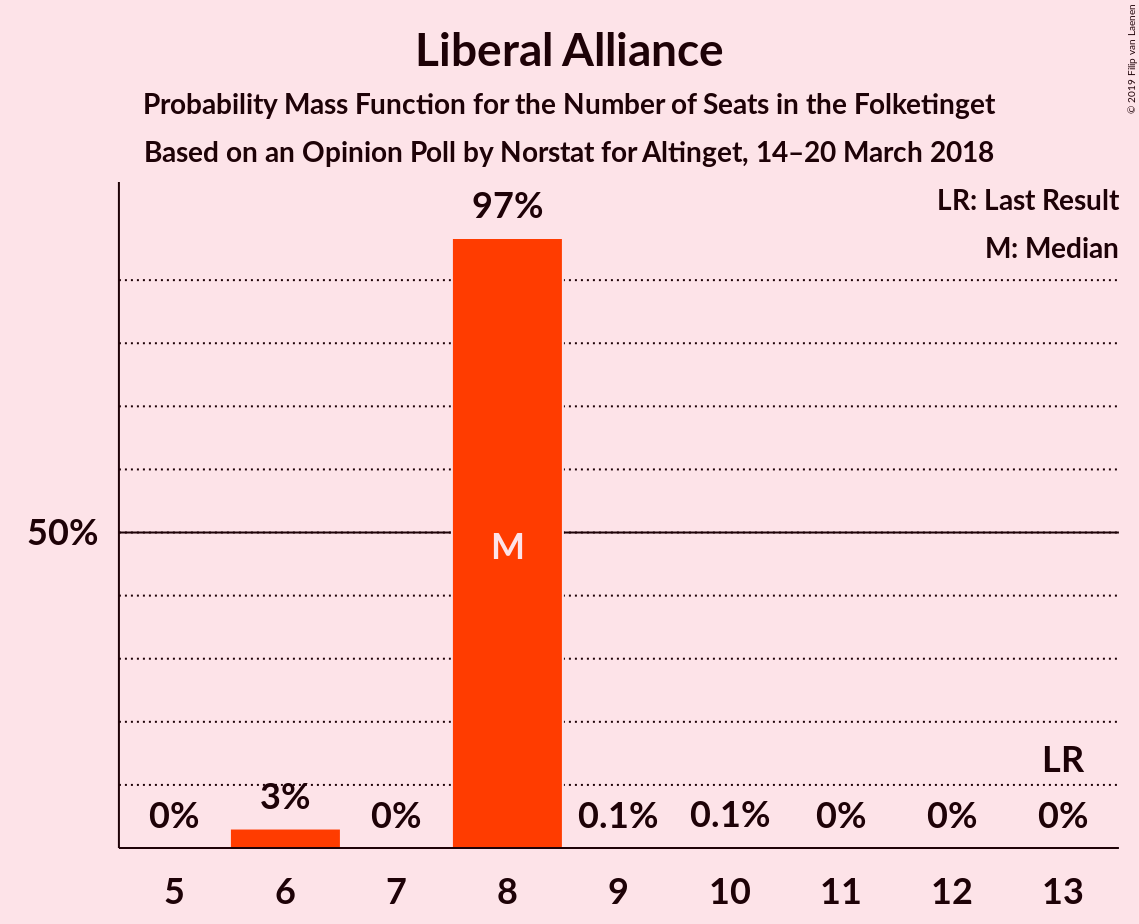 Liberal Alliance
Probability Mass Function for the Number of Seats in the Folketinget
Based on an Opinion Poll by Norstat for Altinget, 14–20 March 2018
© 2019 Filip van Laenen
LR: Last Result
M: Median
97%
50%
M
LR
0%
3%
0%
0.1%
0.1%
0%
0%
0%
5 6 7 8 9 10 11 12 13